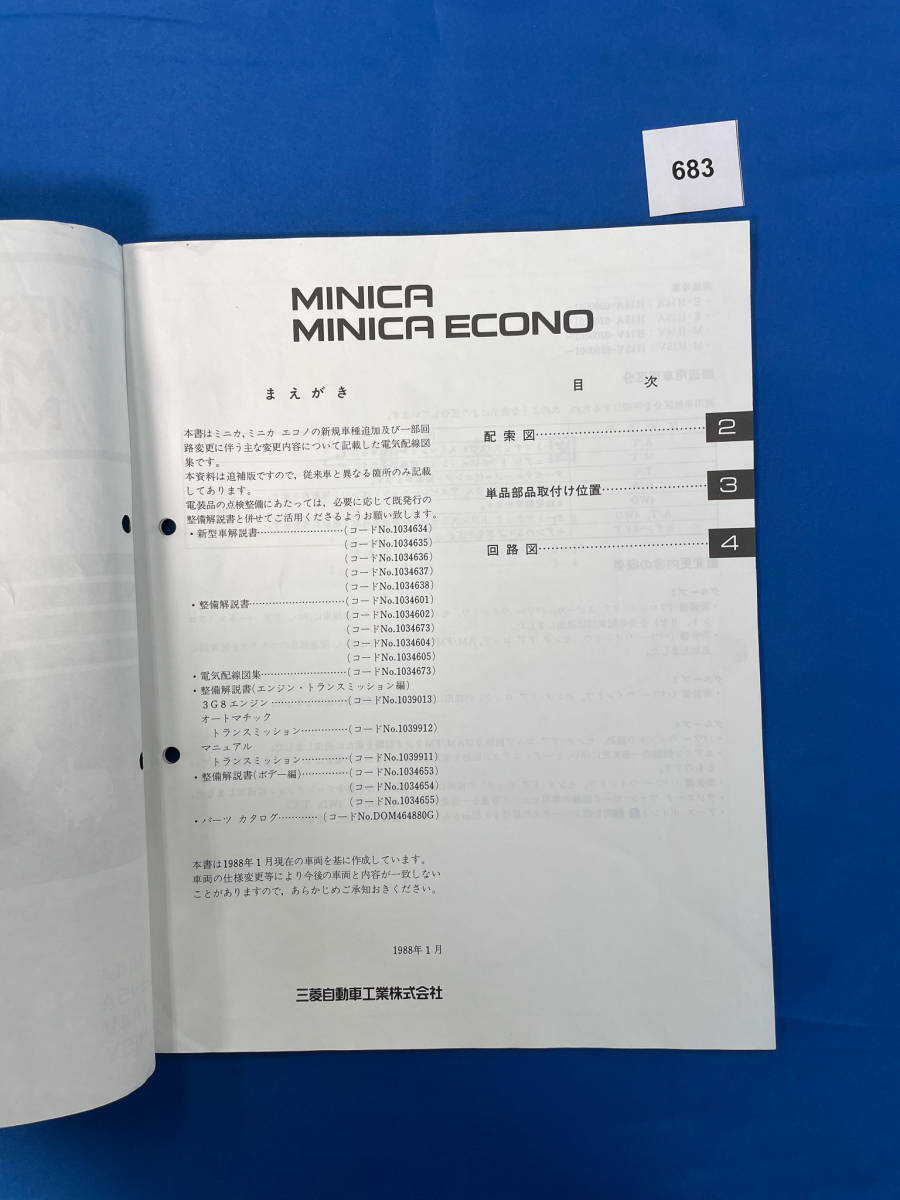 683
MINICA
MINICA ECONO
まえがき
本書はミニカ,ミニカ エコノの新規車種追加及び一部回
路変更に伴う主な変更内容について記載した電気配線図
集です。
本資料は追補版ですので,従来車と異なる箇所のみ記載
してあります。
電装品の点検整備にあたっては,必要に応じて既発行の
整備解説書と併せてご活用くださるようお願い致します。
・新型車解説書……………………(コードNo.1034634)
(コードNo.1034635)
(コードNo.1034636)
(コードNo.1034637)
(コードNo.1034638)
・整備解説書………………………(コードNo.1034601)
(コードNo.1034602)
(コードNo.1034673)
(コードNo.1034604)
(コードNo.1034605)
・電気配線図集……………………(コードNo.1034673)
・整備解説書(エンジン・トランスミッション編)
3G8エンジン……………………(コードNo.1039013)
オートマチック
トランスミッション……………(コードNo.1039912)
マニュアル
トランスミッション……………(コードNo.1039911)
・整備解説書(ボデー編)……………(コードNo.1034653)
(コードNo.1034654)
(コードNo.1034655)
・パーツ カタログ…………(コードNo.DOM464880G)
本書は1988年1月現在の車両を基に作成しています。
車両の仕様変更等により今後の車両と内容が一致しない
ことがありますので,あらかじめご承知おきください。
1988年1月
三菱自動車工業株式会社
目次
配索図………………………………………… 2
単品部品取付け位置………………………… 3
回路図………………………………………… 4